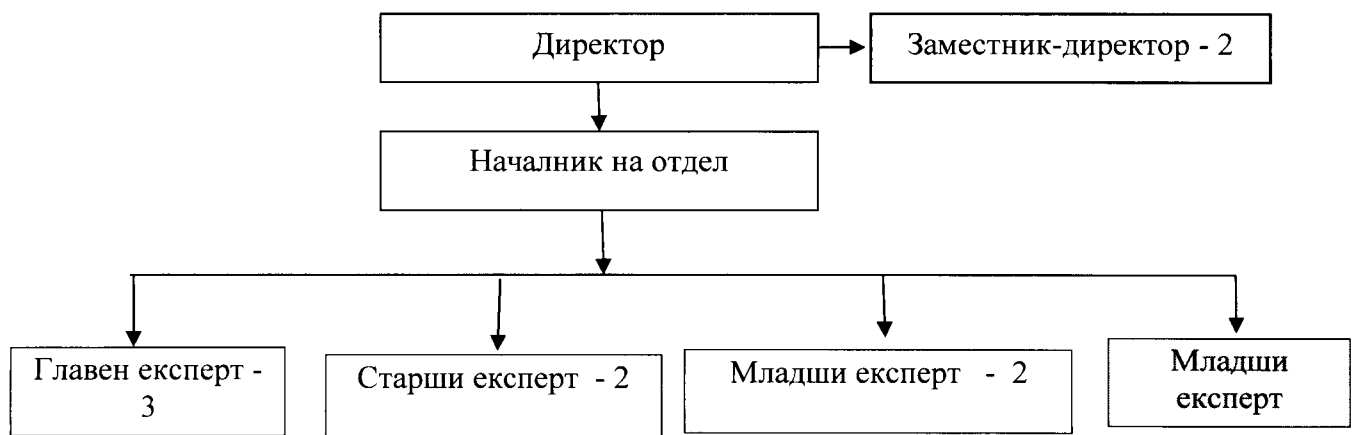 Директор
Заместник-директор - 2
Началник на отдел
Главен експерт -
3
Старши експерт - 2
Младши експерт - 2
Младши
експерт